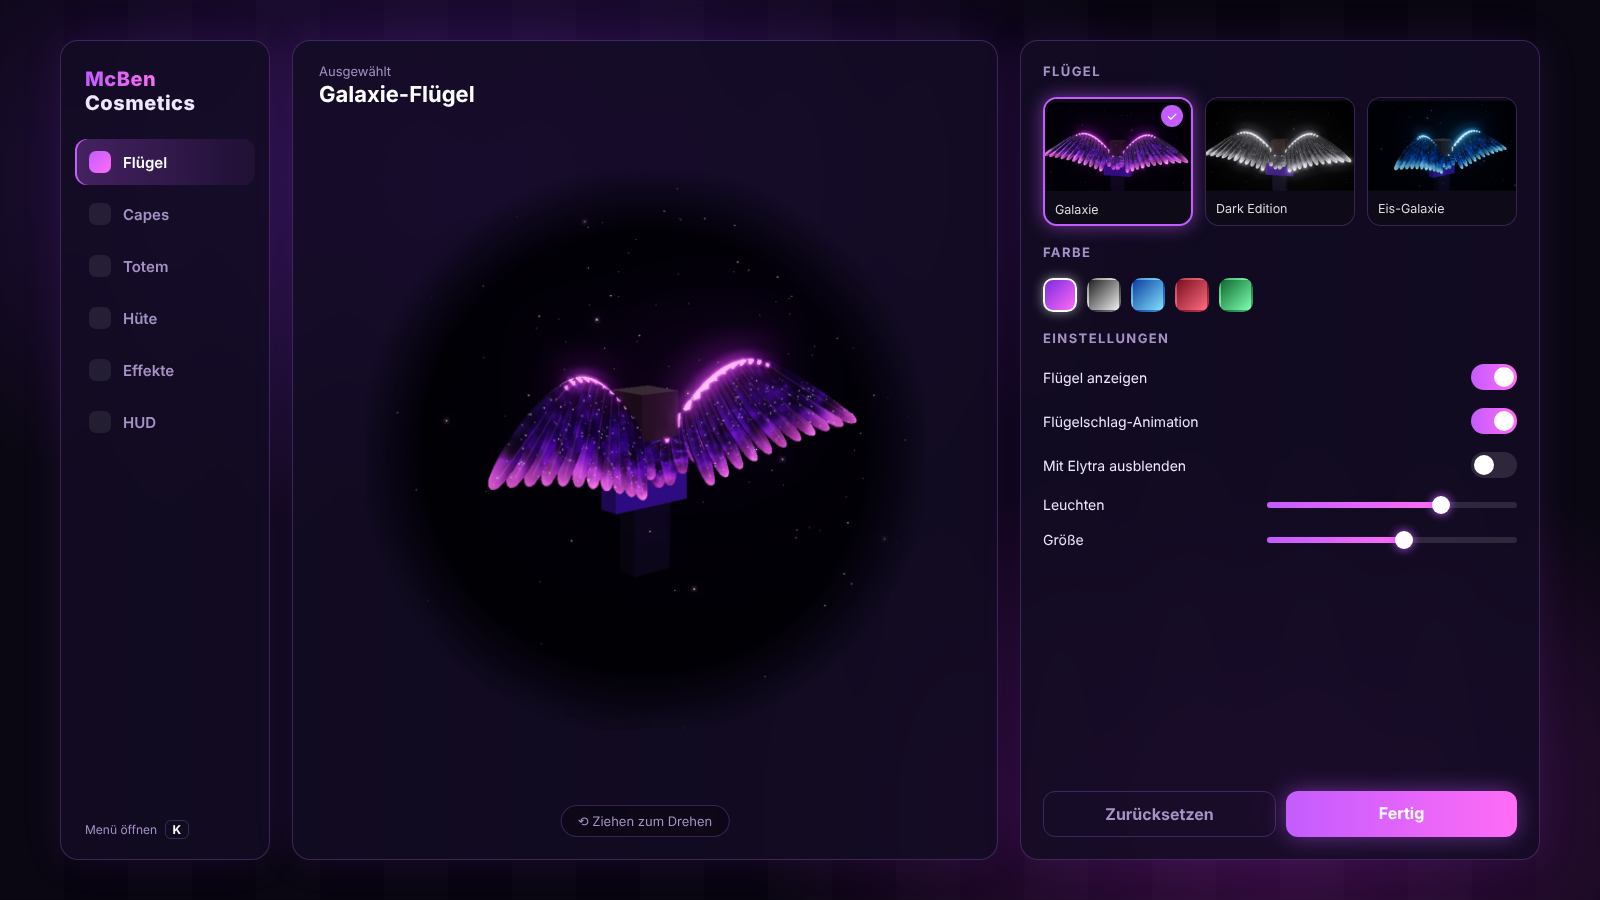 McBen
Cosmetics
Flügel
Capes
Totem
Hüte
Effekte
HUD
Menü öffnen K
Ausgewählt
Galaxie-Flügel
⟲ Ziehen zum Drehen
FLÜGEL
Galaxie
Dark Edition
Eis-Galaxie
FARBE
EINSTELLUNGEN
Flügel anzeigen
Flügelschlag-Animation
Mit Elytra ausblenden
Leuchten
Größe
Zurücksetzen
Fertig